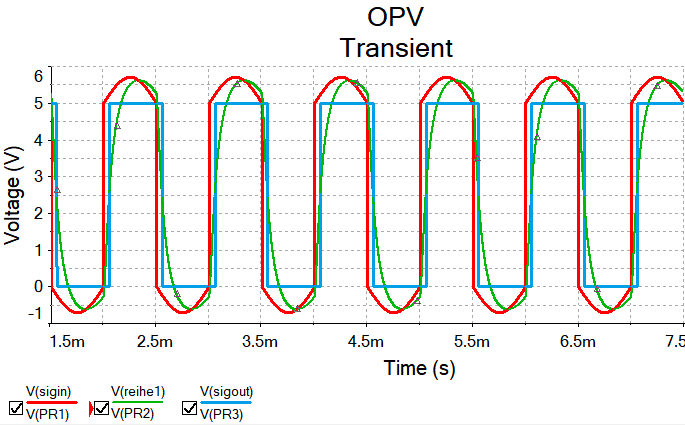 OPV
Transient
6
5
4
3
2
1
0
-1
Voltage (V)
1.5m 2.5m 3.5m 4.5m 5.5m 6.5m 7.5
Time (s)
V(sigin) V(reihe1) V(sigout)
V(PR1) V(PR2) V(PR3)